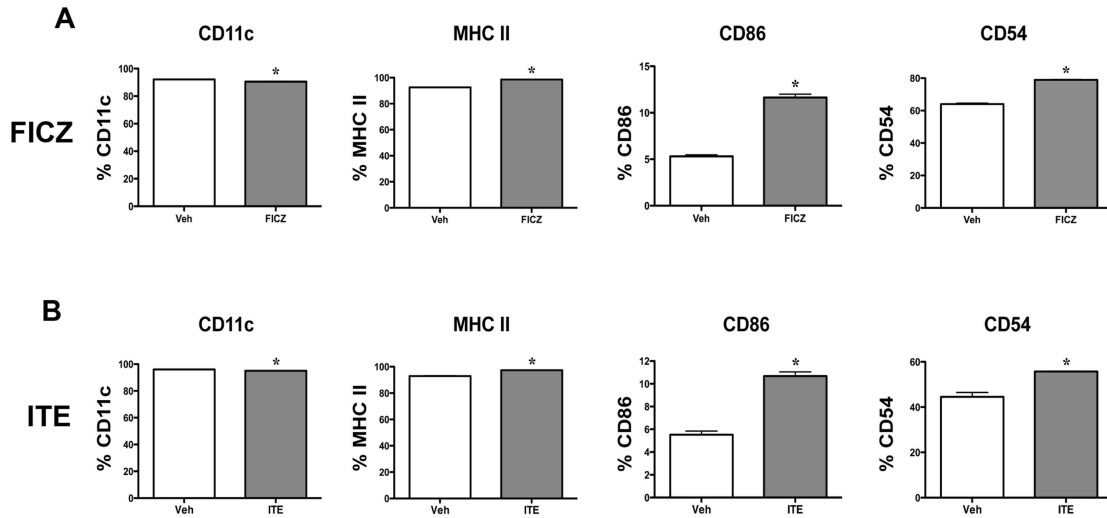 A
FICZ
CD11c
% CD11c
100
80
60
40
20
0
*
Veh
FICZ
MHC II
% MHC II
100
80
60
40
20
0
*
Veh
FICZ
CD86
% CD86
15
10
5
0
*
Veh
FICZ
CD54
% CD54
80
60
40
20
0
*
Veh
FICZ
B
ITE
CD11c
% CD11c
100
80
60
40
20
0
*
Veh
ITE
MHC II
% MHC II
100
80
60
40
20
0
*
Veh
ITE
CD86
% CD86
12
10
8
6
4
2
0
*
Veh
ITE
CD54
% CD54
60
40
20
0
*
Veh
ITE